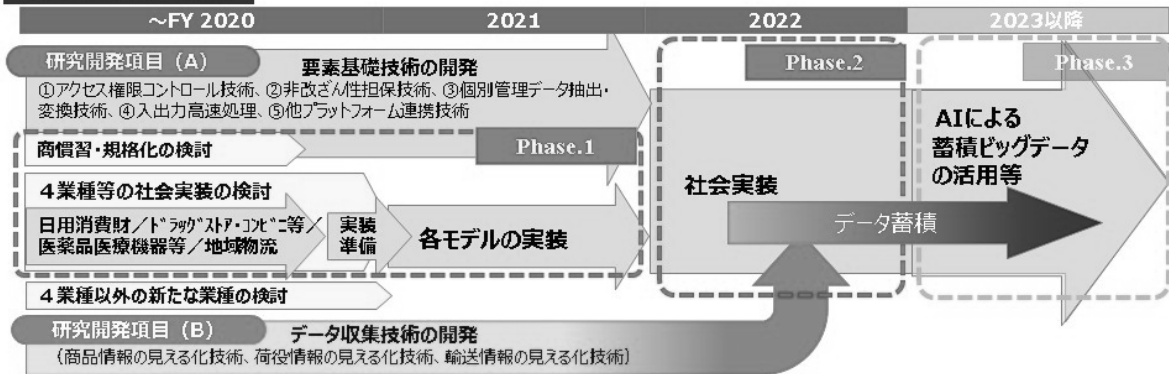 ～FY 2020
2021
2022
2023以降
研究開発項目（A）
要素基礎技術の開発
①アクセス権限コントロール技術、②非改ざん性担保技術、③個別管理データ抽出・
変換技術、④入出力高速処理、⑤他プラットフォーム連携技術
商慣習・規格化の検討
Phase.1
４業種等の社会実装の検討
日用消費財／ﾄﾞﾗｯｸﾞｽﾄｱ・ｺﾝﾋﾞﾆ等／
医薬品医療機器等／地域物流
実装
準備
各モデルの実装
４業種以外の新たな業種の検討
Phase.2
社会実装
Phase.3
AIによる
蓄積ビッグデータ
の活用等
データ蓄積
研究開発項目（B）
データ収集技術の開発
（商品情報の見える化技術、荷役情報の見える化技術、輸送情報の見える化技術）